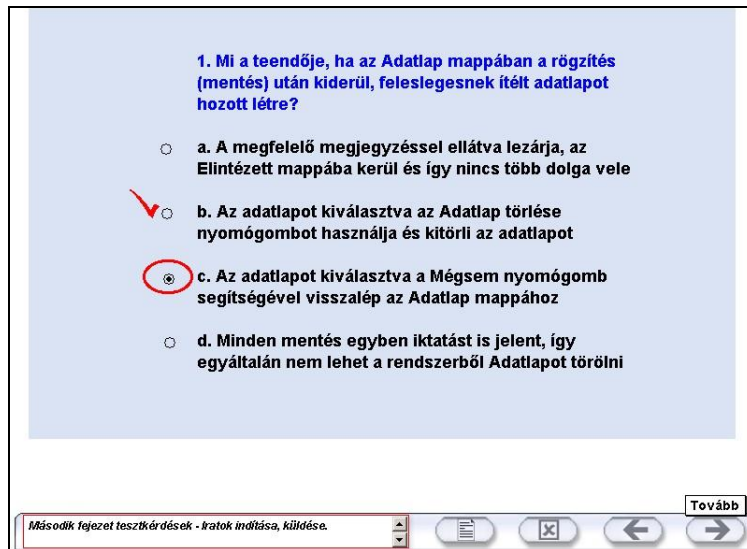 1. Mi a teendője, ha az Adatlap mappában a rögzítés
(mentés) után kiderül, feleslegesnek ítélt adatlapot
hozott létre?
a. A megfelelő megjegyzéssel ellátva lezárja, az
Elintézett mappába kerül és így nincs több dolga vele
b. Az adatlapot kiválasztva az Adatlap törlése
nyomógombot használja és kitörli az adatlapot
c. Az adatlapot kiválasztva a Mégsem nyomógomb
segítségével visszalép az Adatlap mappához
d. Minden mentés egyben iktatást is jelent, így
egyáltalán nem lehet a rendszerből Adatlapot törölni
Tovább
Második fejezet tesztkérdések - Iratok indítása, küldése.